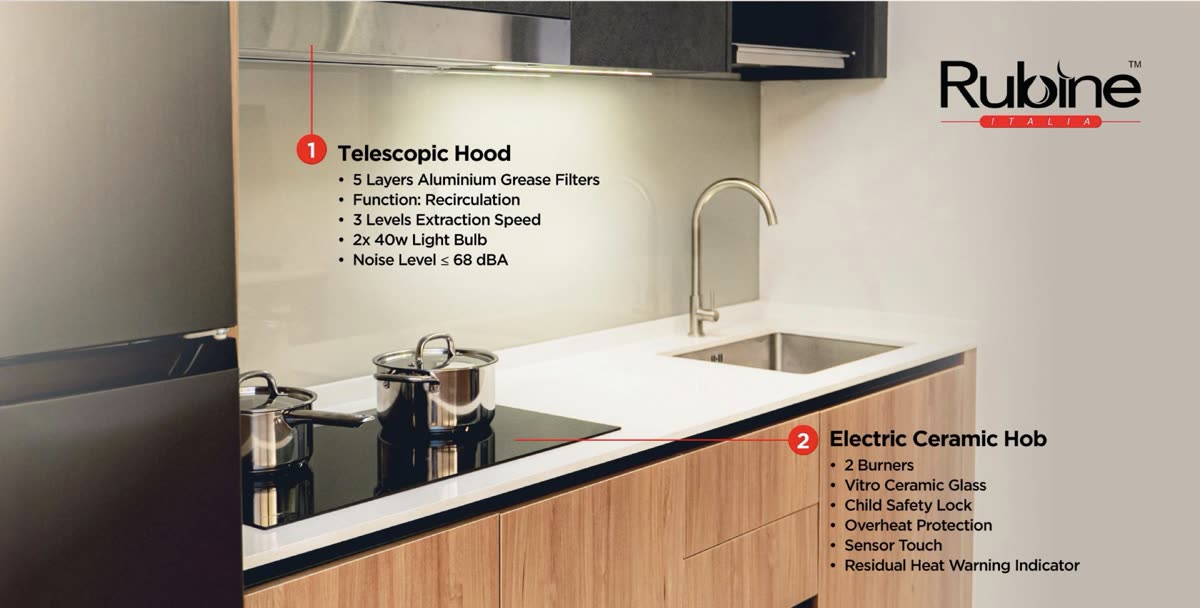 Rubine™
ITALIA
1
Telescopic Hood
• 5 Layers Aluminium Grease Filters
• Function: Recirculation
• 3 Levels Extraction Speed
• 2x 40w Light Bulb
• Noise Level ≤ 68 dBA
2
Electric Ceramic Hob
• 2 Burners
• Vitro Ceramic Glass
• Child Safety Lock
• Overheat Protection
• Sensor Touch
• Residual Heat Warning Indicator